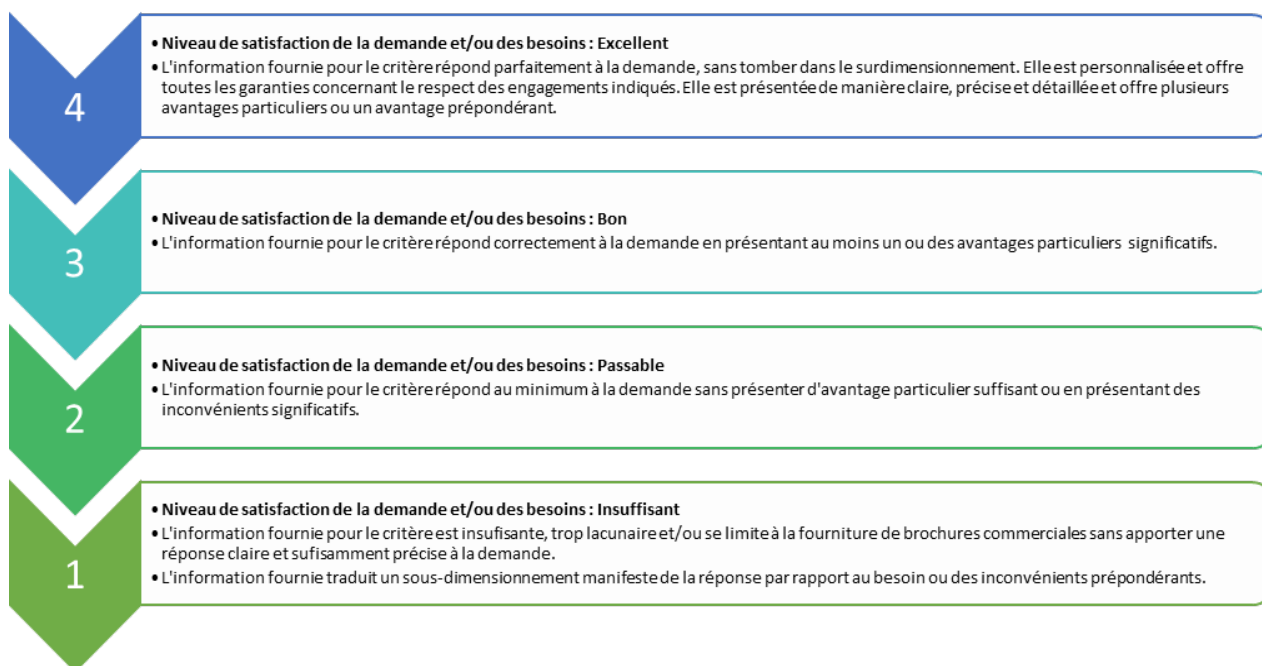 4
• Niveau de satisfaction de la demande et/ou des besoins : Excellent
• L'information fournie pour le critère répond parfaitement à la demande, sans tomber dans le surdimensionnement. Elle est personnalisée et offre
toutes les garanties concernant le respect des engagements indiqués. Elle est présentée de manière claire, précise et détaillée et offre plusieurs
avantages particuliers ou un avantage prépondérant.
3
• Niveau de satisfaction de la demande et/ou des besoins : Bon
• L'information fournie pour le critère répond correctement à la demande en présentant au moins un ou des avantages particuliers significatifs.
2
• Niveau de satisfaction de la demande et/ou des besoins : Passable
• L'information fournie pour le critère répond au minimum à la demande sans présenter d'avantage particulier suffisant ou en présentant des
inconvénients significatifs.
1
• Niveau de satisfaction de la demande et/ou des besoins : Insuffisant
• L'information fournie pour le critère est insufisante, trop lacunaire et/ou se limite à la fourniture de brochures commerciales sans apporter une
réponse claire et sufisamment précise à la demande.
• L'information fournie traduit un sous-dimensionnement manifeste de la réponse par rapport au besoin ou des inconvénients prépondérants.